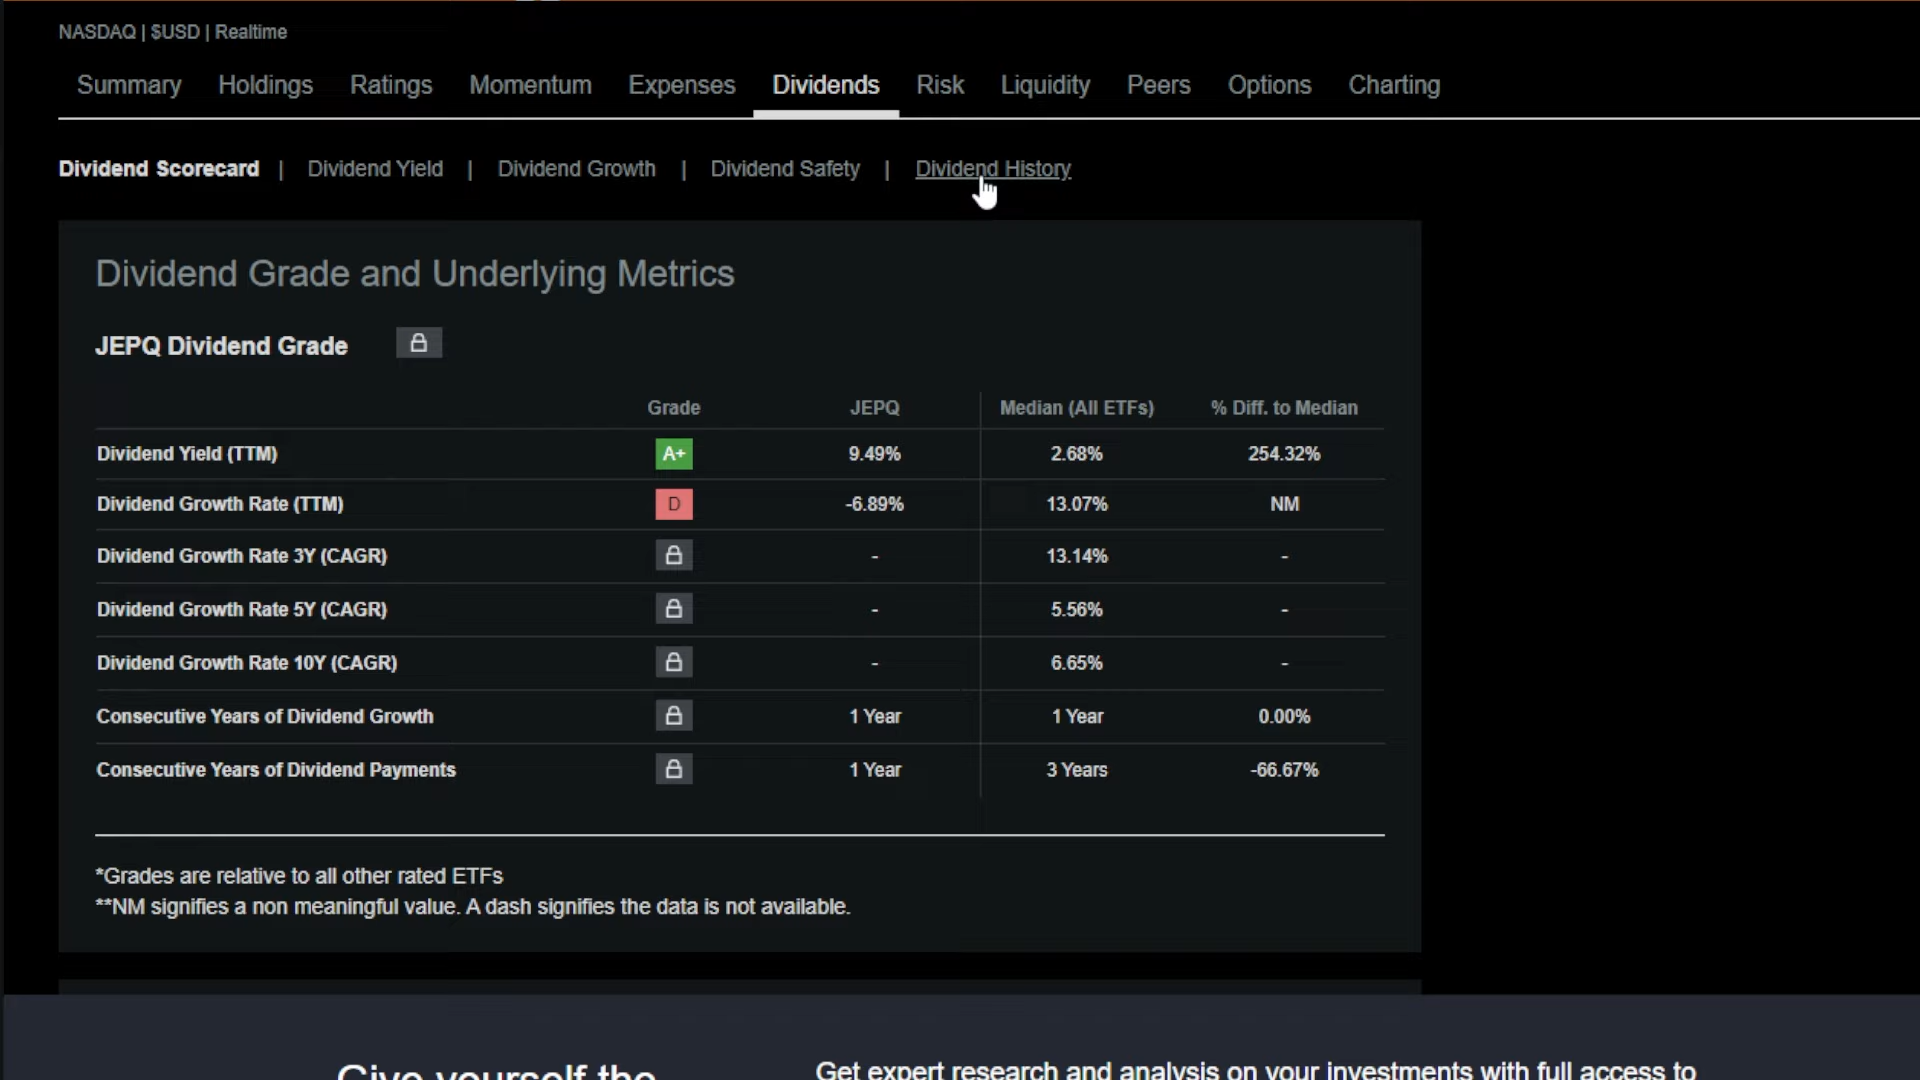 NASDAQ | $USD | Realtime
Summary Holdings Ratings Momentum Expenses Dividends Risk Liquidity Peers Options Charting
Dividend Scorecard | Dividend Yield | Dividend Growth | Dividend Safety | Dividend History
Dividend Grade and Underlying Metrics
JEPQ Dividend Grade
Grade JEPQ Median (All ETFs) % Diff. to Median
Dividend Yield (TTM) A+ 9.49% 2.68% 254.32%
Dividend Growth Rate (TTM) D -6.89% 13.07% NM
Dividend Growth Rate 3Y (CAGR) - 13.14% -
Dividend Growth Rate 5Y (CAGR) - 5.56% -
Dividend Growth Rate 10Y (CAGR) - 6.65% -
Consecutive Years of Dividend Growth 1 Year 1 Year 0.00%
Consecutive Years of Dividend Payments 1 Year 3 Years -66.67%
*Grades are relative to all other rated ETFs
**NM signifies a non meaningful value. A dash signifies the data is not available.
Give yourself the
Get expert research and analysis on your investments with full access to